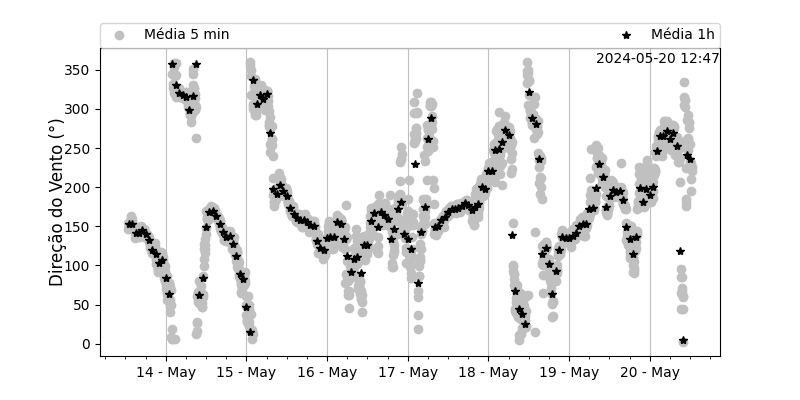 Média 5 min
Média 1h
2024-05-20 12:47
Direção do Vento (°)
350
300
250
200
150
100
50
0
14 - May
15 - May
16 - May
17 - May
18 - May
19 - May
20 - May